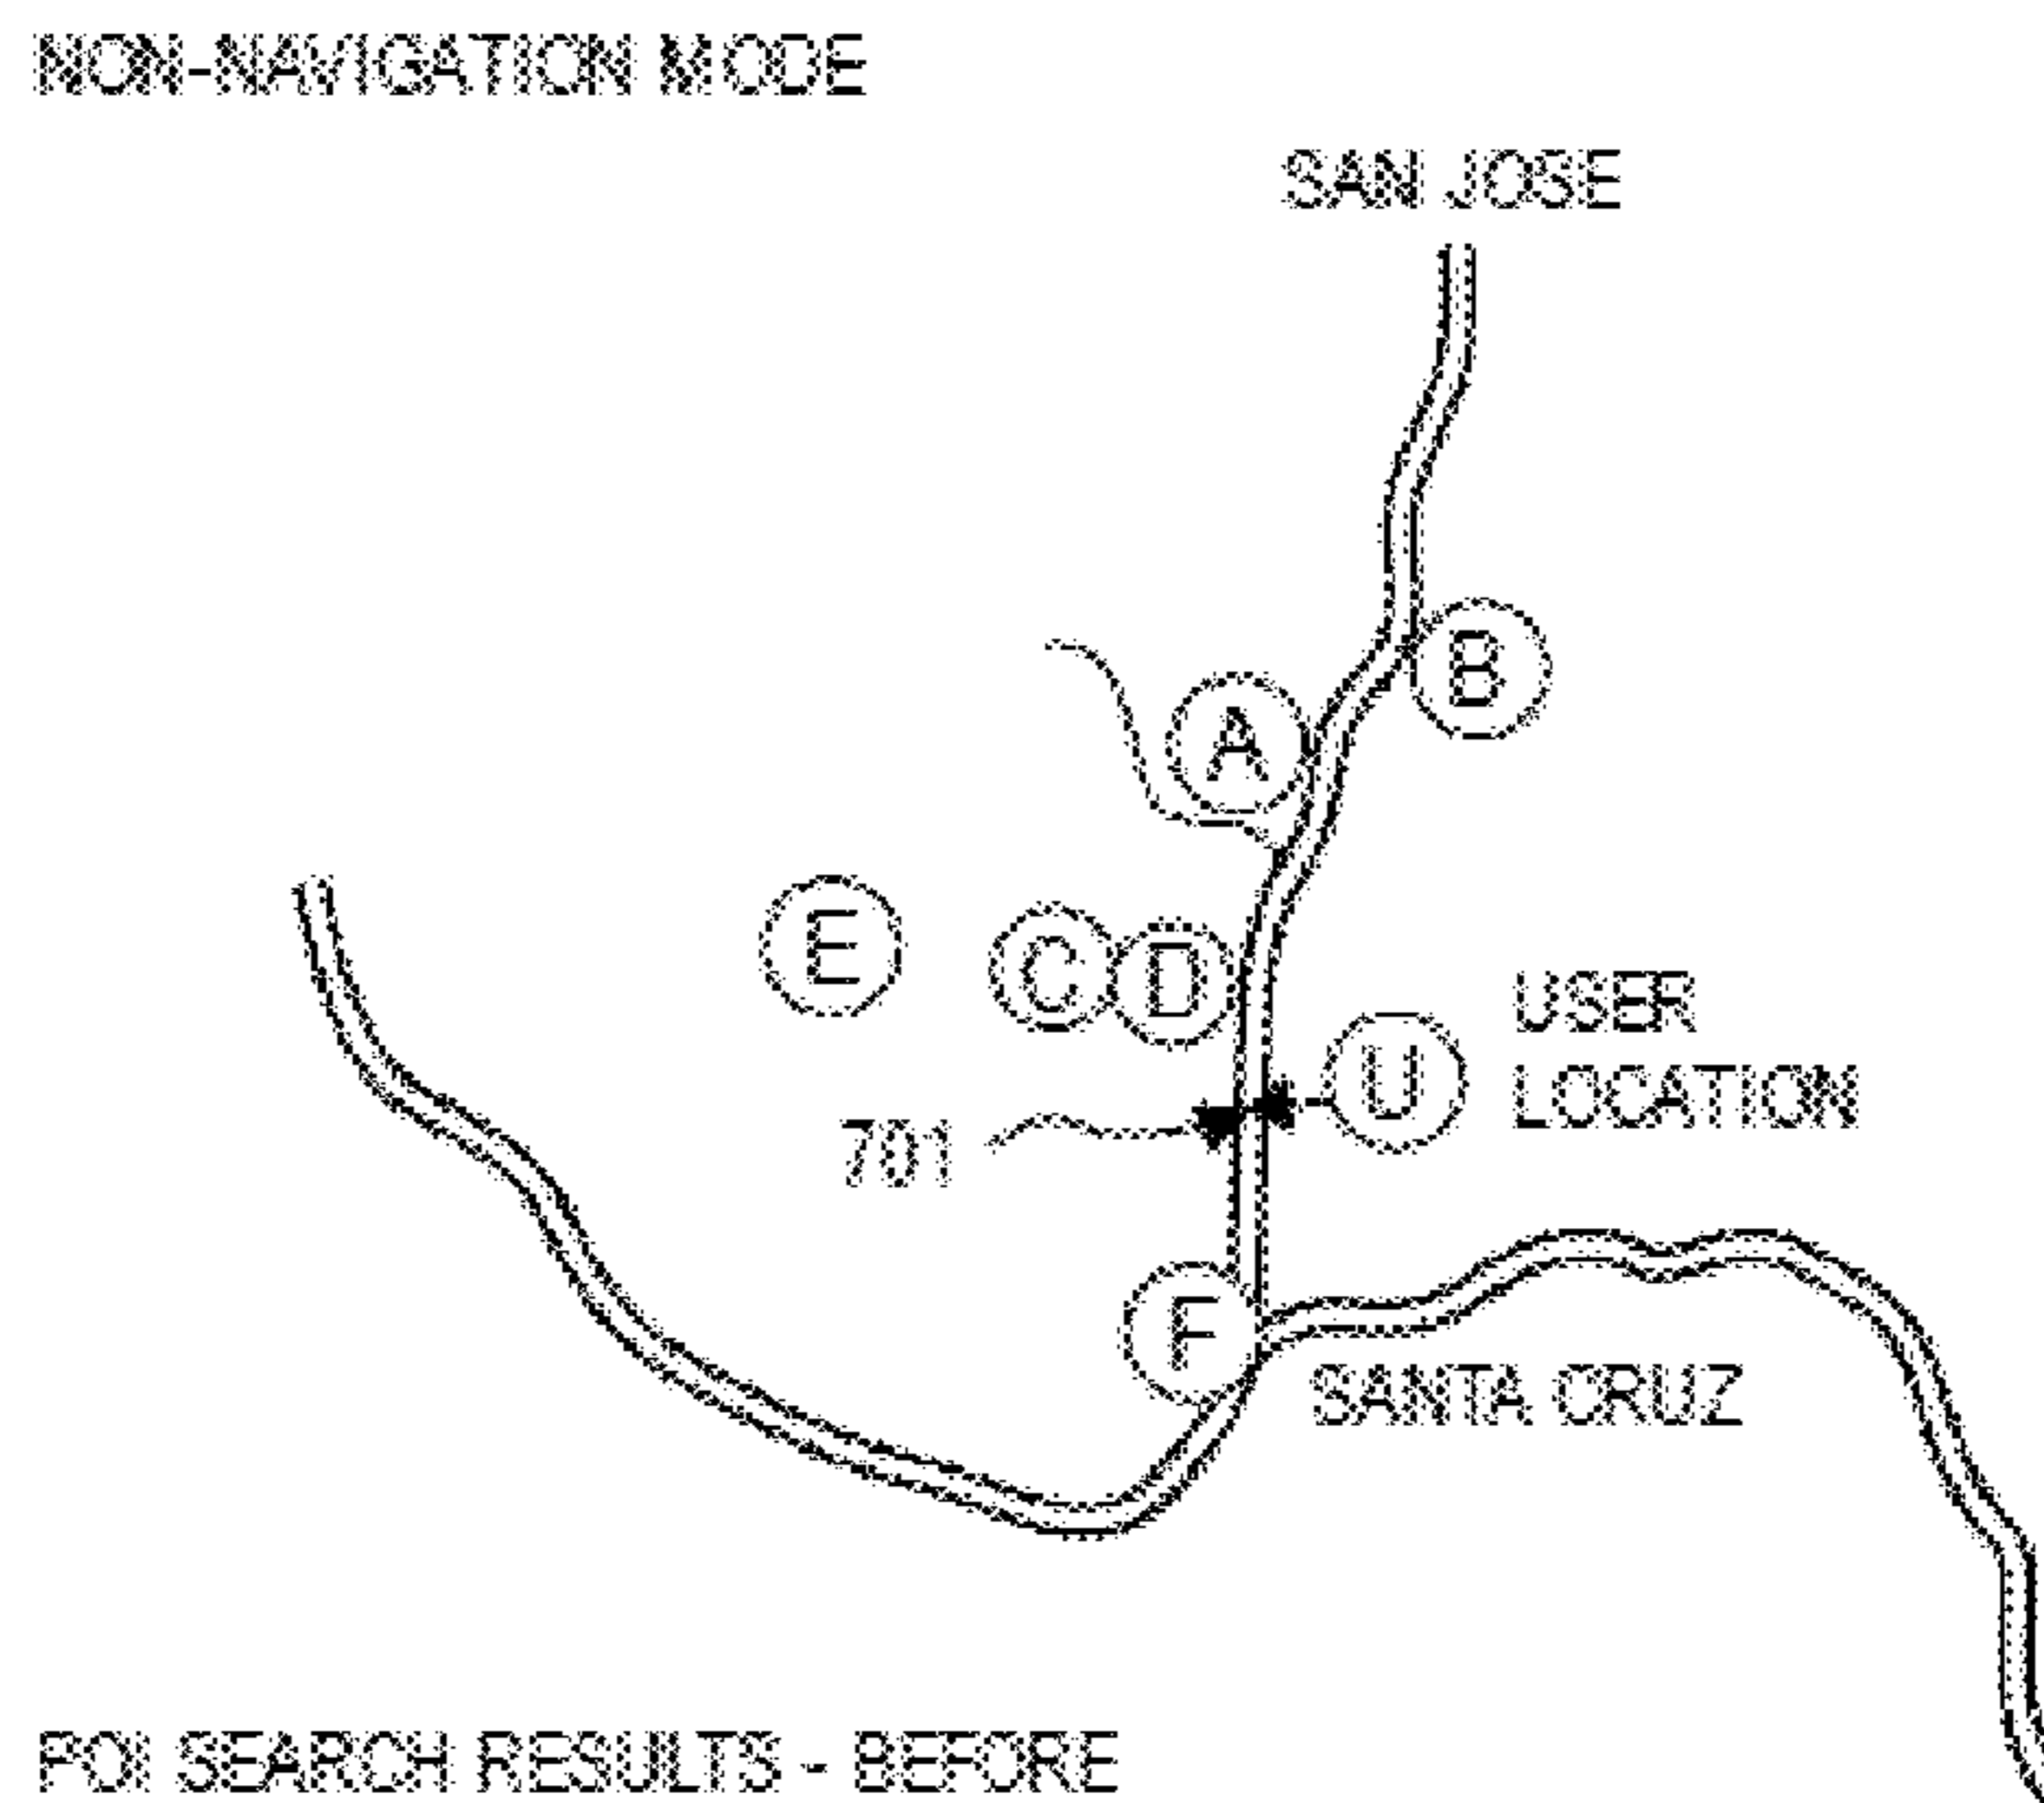 NON-NAVIGATION MODE
SAN JOSE
B
A
E
C
D
USER
LOCATION
U
701
F
SANTA CRUZ
POI SEARCH RESULTS - BEFORE